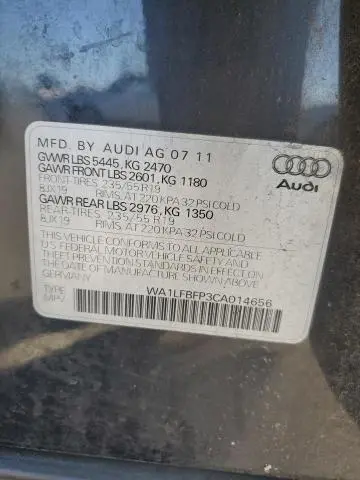 MFD. BY AUDI AG 07 11
GVWR LBS 5445, KG 2470
GAWR FRONT LBS 2601, KG 1180
FRONT-TIRES, 235/55 R19
8JX19 RIMS, AT 220 KPA 32 PSI COLD
GAWR REAR LBS 2976, KG 1350
REAR-TIRES, 235/55 R19
8JX19 RIMS, AT 220 KPA 32 PSI COLD
THIS VEHICLE CONFORMS TO ALL APPLICABLE
U.S. FEDERAL MOTOR VEHICLE SAFETY AND
THEFT PREVENTION STANDARDS IN EFFECT ON THE
DATE OF MANUFACTURE SHOWN ABOVE
GERMANY
TYPE: WA1LFBFP3CA014656
MPV
Audi